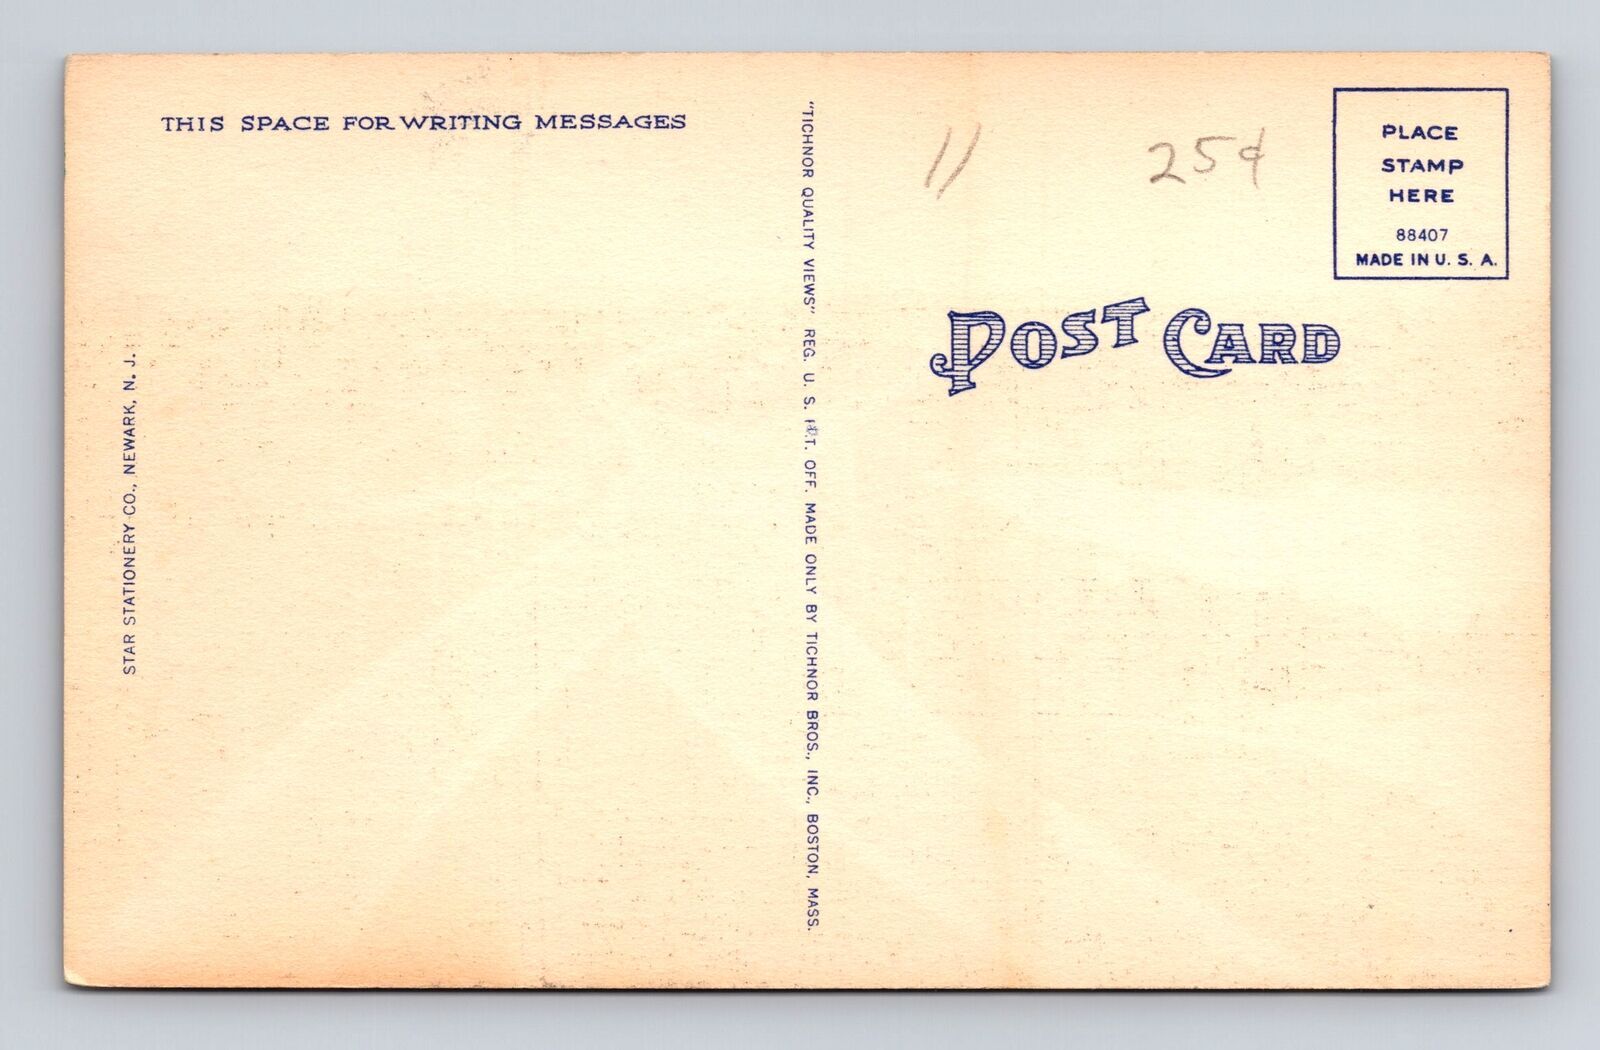 THIS SPACE FOR WRITING MESSAGES
STAR STATIONERY CO., NEWARK, N. J.
"TICHNOR QUALITY VIEWS" REG. U. S. PAT. OFF. MADE ONLY BY TICHNOR BROS., INC., BOSTON, MASS.
11
25¢
PLACE
STAMP
HERE
88407
MADE IN U. S. A.
POST CARD